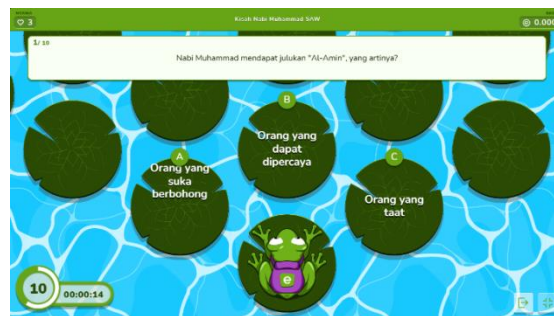 3
Kisah Nabi Muhammad SAW
0.000
1/10
Nabi Muhammad mendapat julukan "Al-Amin", yang artinya?
B
Orang yang
dapat
dipercaya
A
Orang yang
suka
berbohong
C
Orang yang
taat
e
10
00:00:14